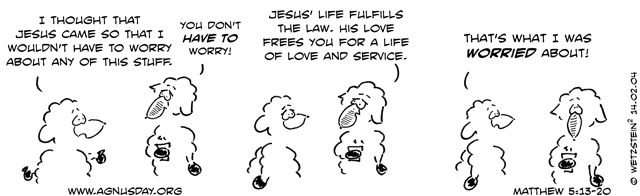 I THOUGHT THAT
JESUS CAME SO THAT I
WOULDN'T HAVE TO WORRY
ABOUT ANY OF THIS STUFF.
YOU DON'T
HAVE TO
WORRY!
JESUS' LIFE FULFILLS
THE LAW. HIS LOVE
FREES YOU FOR A LIFE
OF LOVE AND SERVICE.
THAT'S WHAT I WAS
WORRIED ABOUT!
© WETZSTEIN² 14-02-04
WWW.AGNUSDAY.ORG
MATTHEW 5:13-20